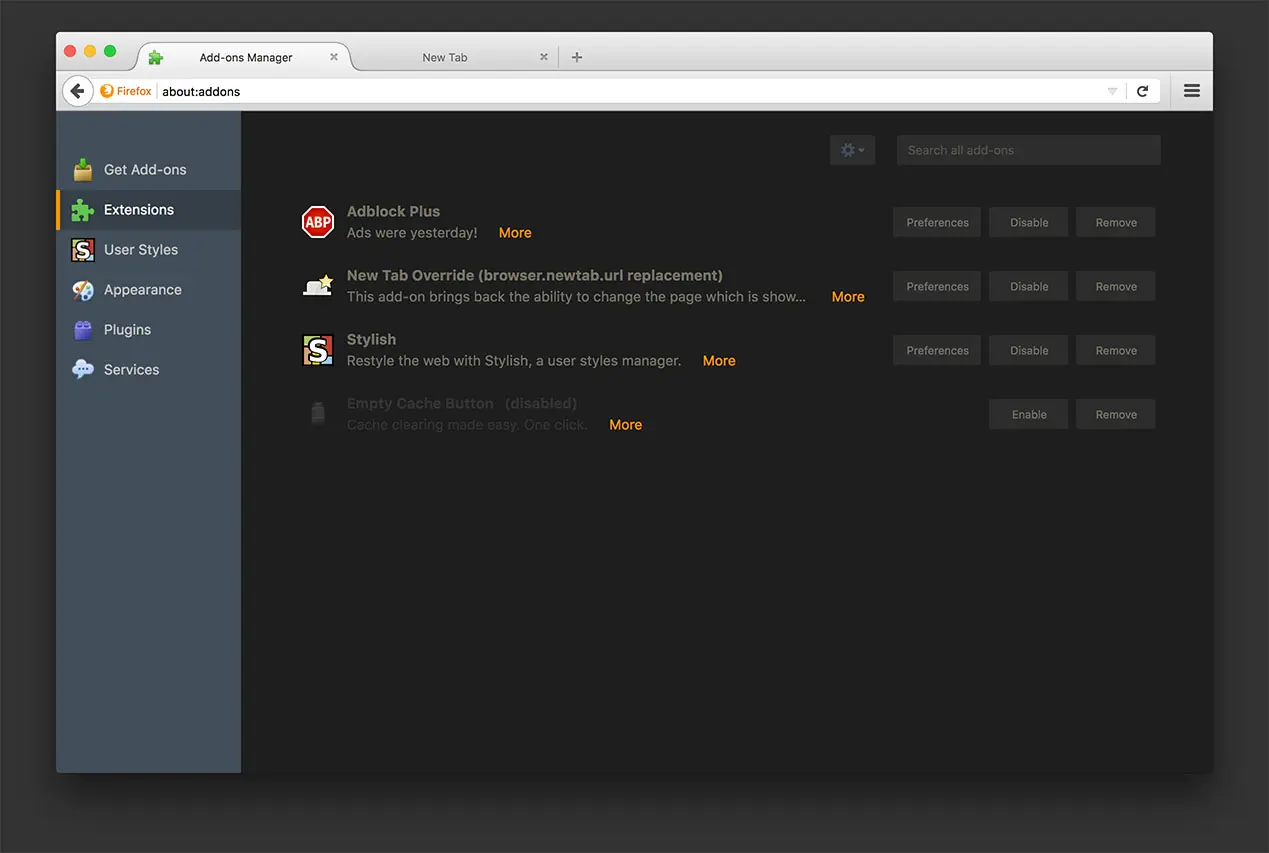 Add-ons Manager
New Tab
Firefox
about:addons
Get Add-ons
Extensions
User Styles
Appearance
Plugins
Services
Search all add-ons
ABP
Adblock Plus
Ads were yesterday! More
Preferences Disable Remove
New Tab Override (browser.newtab.url replacement)
This add-on brings back the ability to change the page which is show... More
Preferences Disable Remove
S
Stylish
Restyle the web with Stylish, a user styles manager. More
Preferences Disable Remove
Empty Cache Button (disabled)
Cache clearing made easy. One click. More
Enable Remove